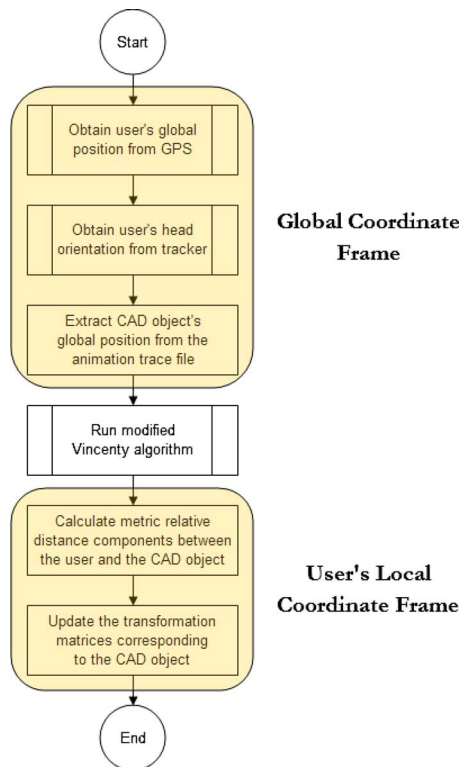 Start
Obtain user's global
position from GPS
Obtain user's head
orientation from tracker
Global Coordinate
Frame
Extract CAD object's
global position from the
animation trace file
Run modified
Vincenty algorithm
Calculate metric relative
distance components between
the user and the CAD object
User's Local
Coordinate Frame
Update the transformation
matrices corresponding
to the CAD object
End